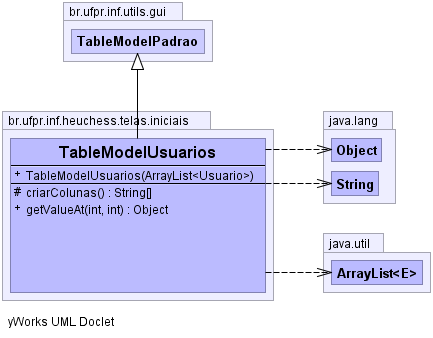 br.ufpr.inf.utils.gui
TableModelPadrao
br.ufpr.inf.heuchess.telas.iniciais
TableModelUsuarios
+ TableModelUsuarios(ArrayList<Usuario>)
# criarColunas() : String[]
+ getValueAt(int, int) : Object
java.lang
Object
String
java.util
ArrayList<E>
yWorks UML Doclet